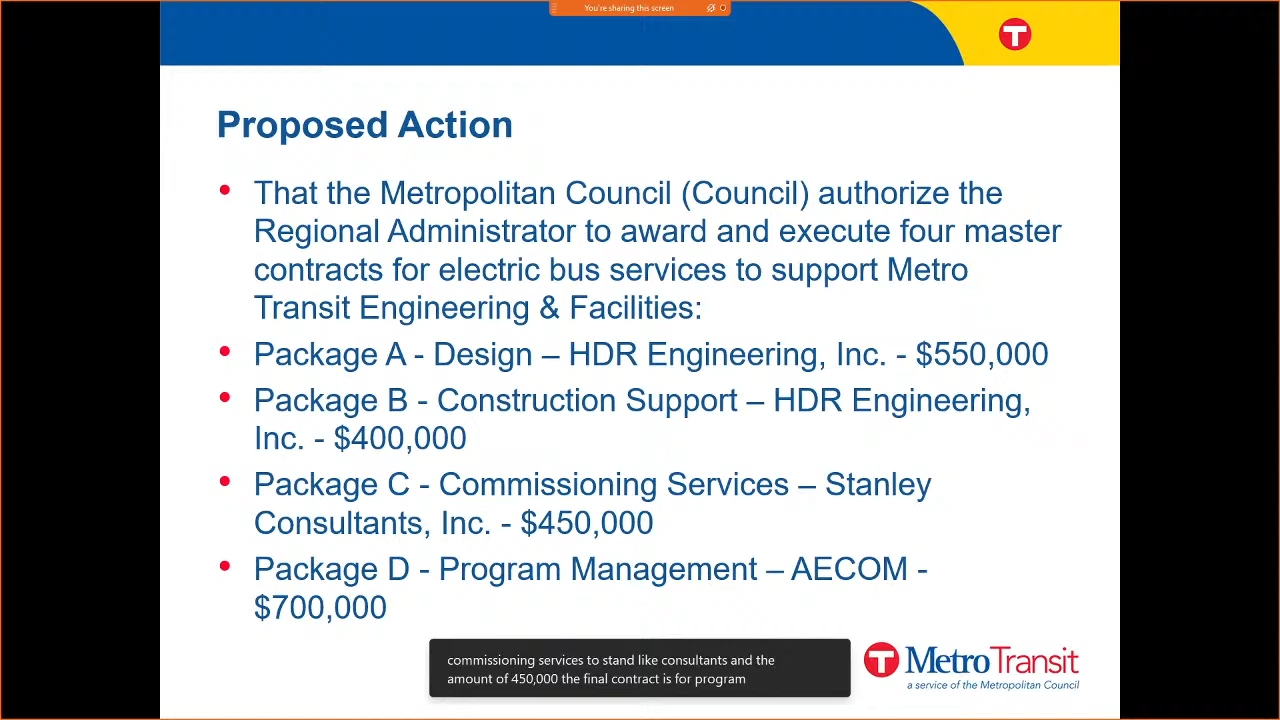 You're sharing this screen
T
Proposed Action
• That the Metropolitan Council (Council) authorize the
Regional Administrator to award and execute four master
contracts for electric bus services to support Metro
Transit Engineering & Facilities:
• Package A - Design – HDR Engineering, Inc. - $550,000
• Package B - Construction Support – HDR Engineering,
Inc. - $400,000
• Package C - Commissioning Services – Stanley
Consultants, Inc. - $450,000
• Package D - Program Management – AECOM -
$700,000
commissioning services to stand like consultants and the
amount of 450,000 the final contract is for program
T MetroTransit
a service of the Metropolitan Council